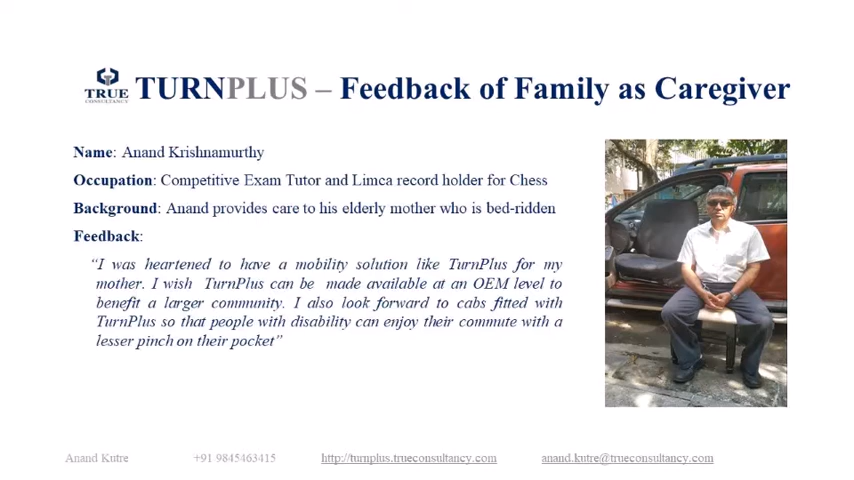 TRUE
CONSULTANCY
TURNPLUS – Feedback of Family as Caregiver
Name: Anand Krishnamurthy
Occupation: Competitive Exam Tutor and Limca record holder for Chess
Background: Anand provides care to his elderly mother who is bed-ridden
Feedback:
“I was heartened to have a mobility solution like TurnPlus for my
mother. I wish TurnPlus can be made available at an OEM level to
benefit a larger community. I also look forward to cabs fitted with
TurnPlus so that people with disability can enjoy their commute with a
lesser pinch on their pocket”
Anand Kutre +91 9845463415 http://turnplus.trueconsultancy.com anand.kutre@trueconsultancy.com